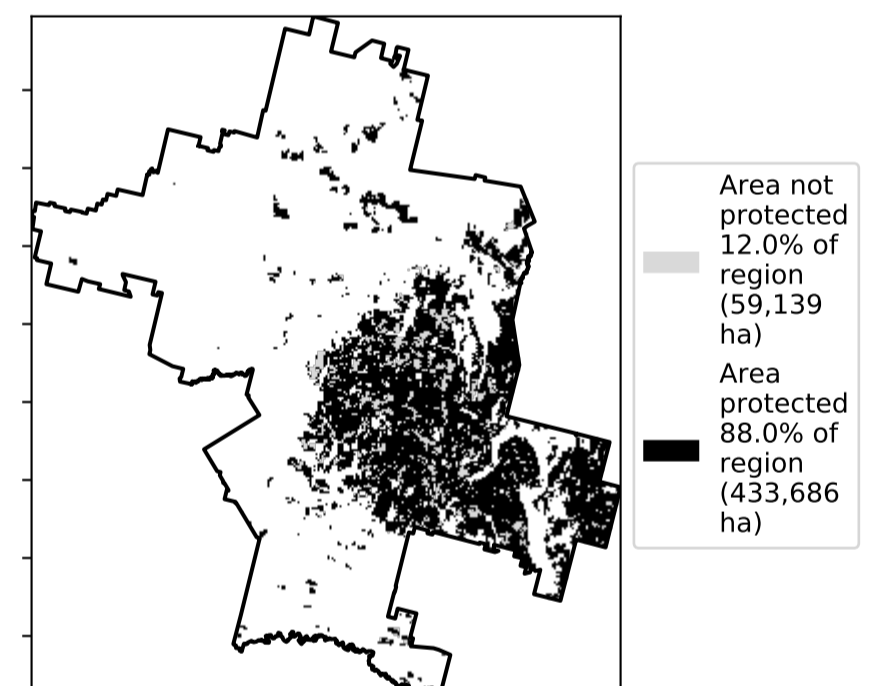 Area not
protected
12.0% of
region
(59,139
ha)
Area
protected
88.0% of
region
(433,686
ha)